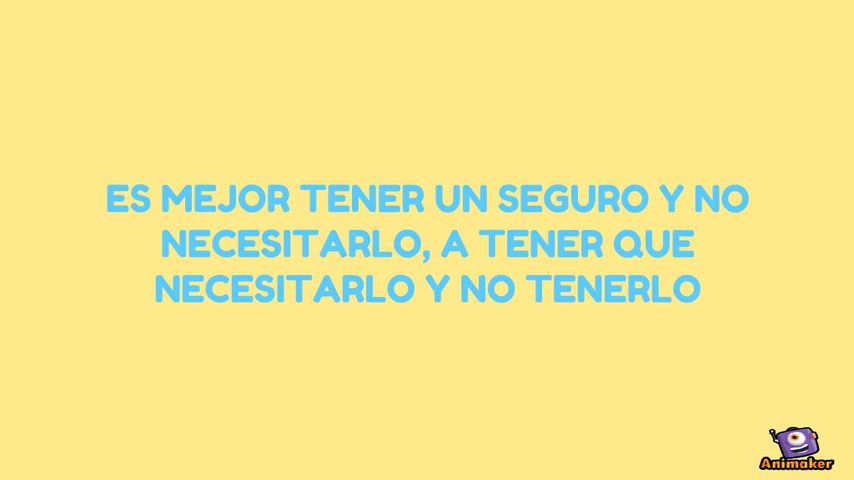 ES MEJOR TENER UN SEGURO Y NO
NECESITARLO, A TENER QUE
NECESITARLO Y NO TENERLO
Animaker